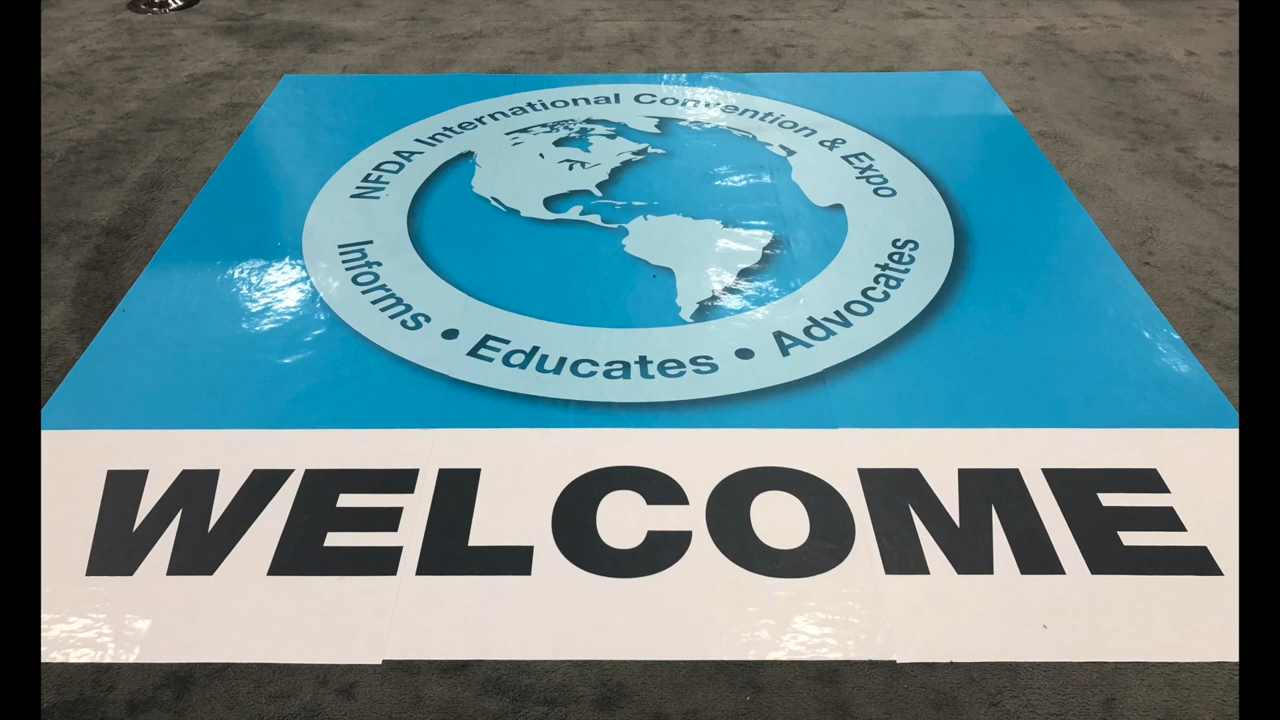 NFDA International Convention & Expo
Informs • Educates • Advocates
WELCOME